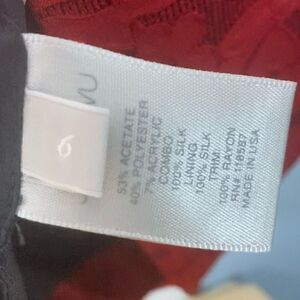 6
53% ACETATE
40% POLYESTER
7% ACRYLIC
COMBO:
100% SILK
LINING
100% SILK
TRIM:
100% RAYON
RN# 118587
MADE IN USA